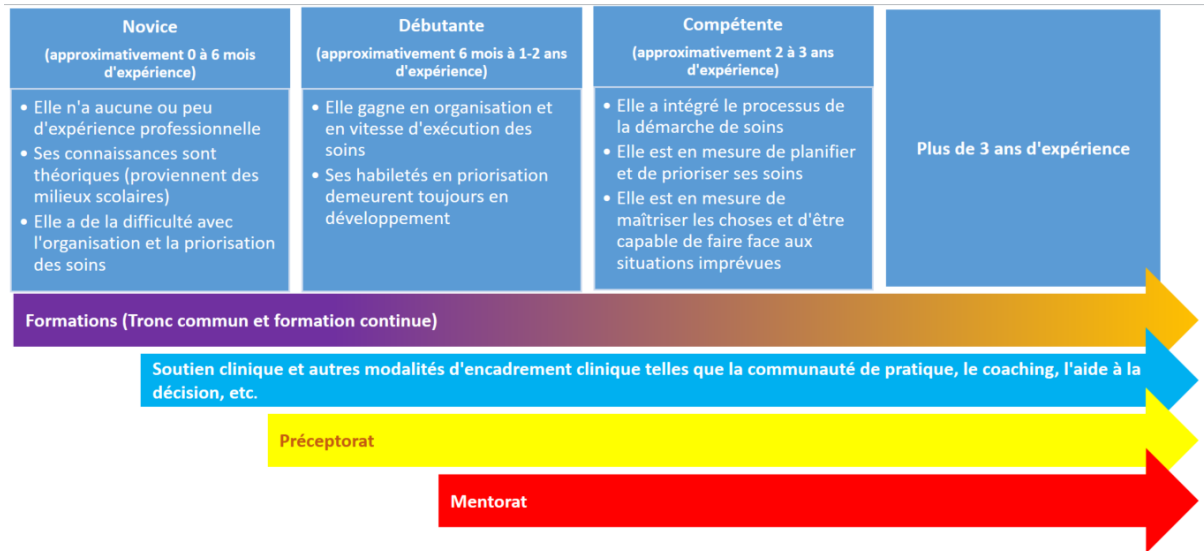 Novice
(approximativement 0 à 6 mois
d'expérience)
• Elle n'a aucune ou peu
d'expérience professionnelle
• Ses connaissances sont
théoriques (proviennent des
milieux scolaires)
• Elle a de la difficulté avec
l'organisation et la priorisation
des soins
Débutante
(approximativement 6 mois à 1-2 ans
d'expérience)
• Elle gagne en organisation et
en vitesse d'exécution des
soins
• Ses habiletés en priorisation
demeurent toujours en
développement
Compétente
(approximativement 2 à 3 ans
d'expérience)
• Elle a intégré le processus de
la démarche de soins
• Elle est en mesure de planifier
et de prioriser ses soins
• Elle est en mesure de
maîtriser les choses et d'être
capable de faire face aux
situations imprévues
Plus de 3 ans d'expérience
Formations (Tronc commun et formation continue)
Soutien clinique et autres modalités d'encadrement clinique telles que la communauté de pratique, le coaching, l'aide à la
décision, etc.
Préceptorat
Mentorat